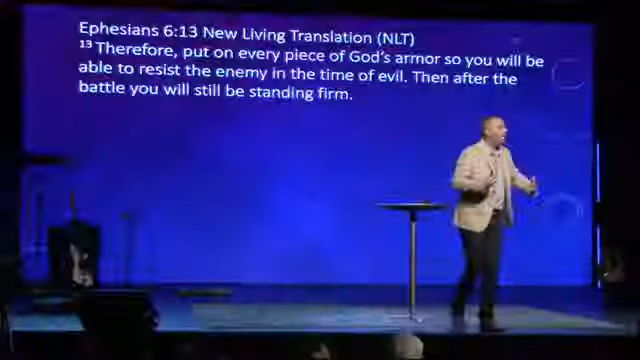 Ephesians 6:13 New Living Translation (NLT)
13 Therefore, put on every piece of God's armor so you will be
able to resist the enemy in the time of evil. Then after the
battle you will still be standing firm.